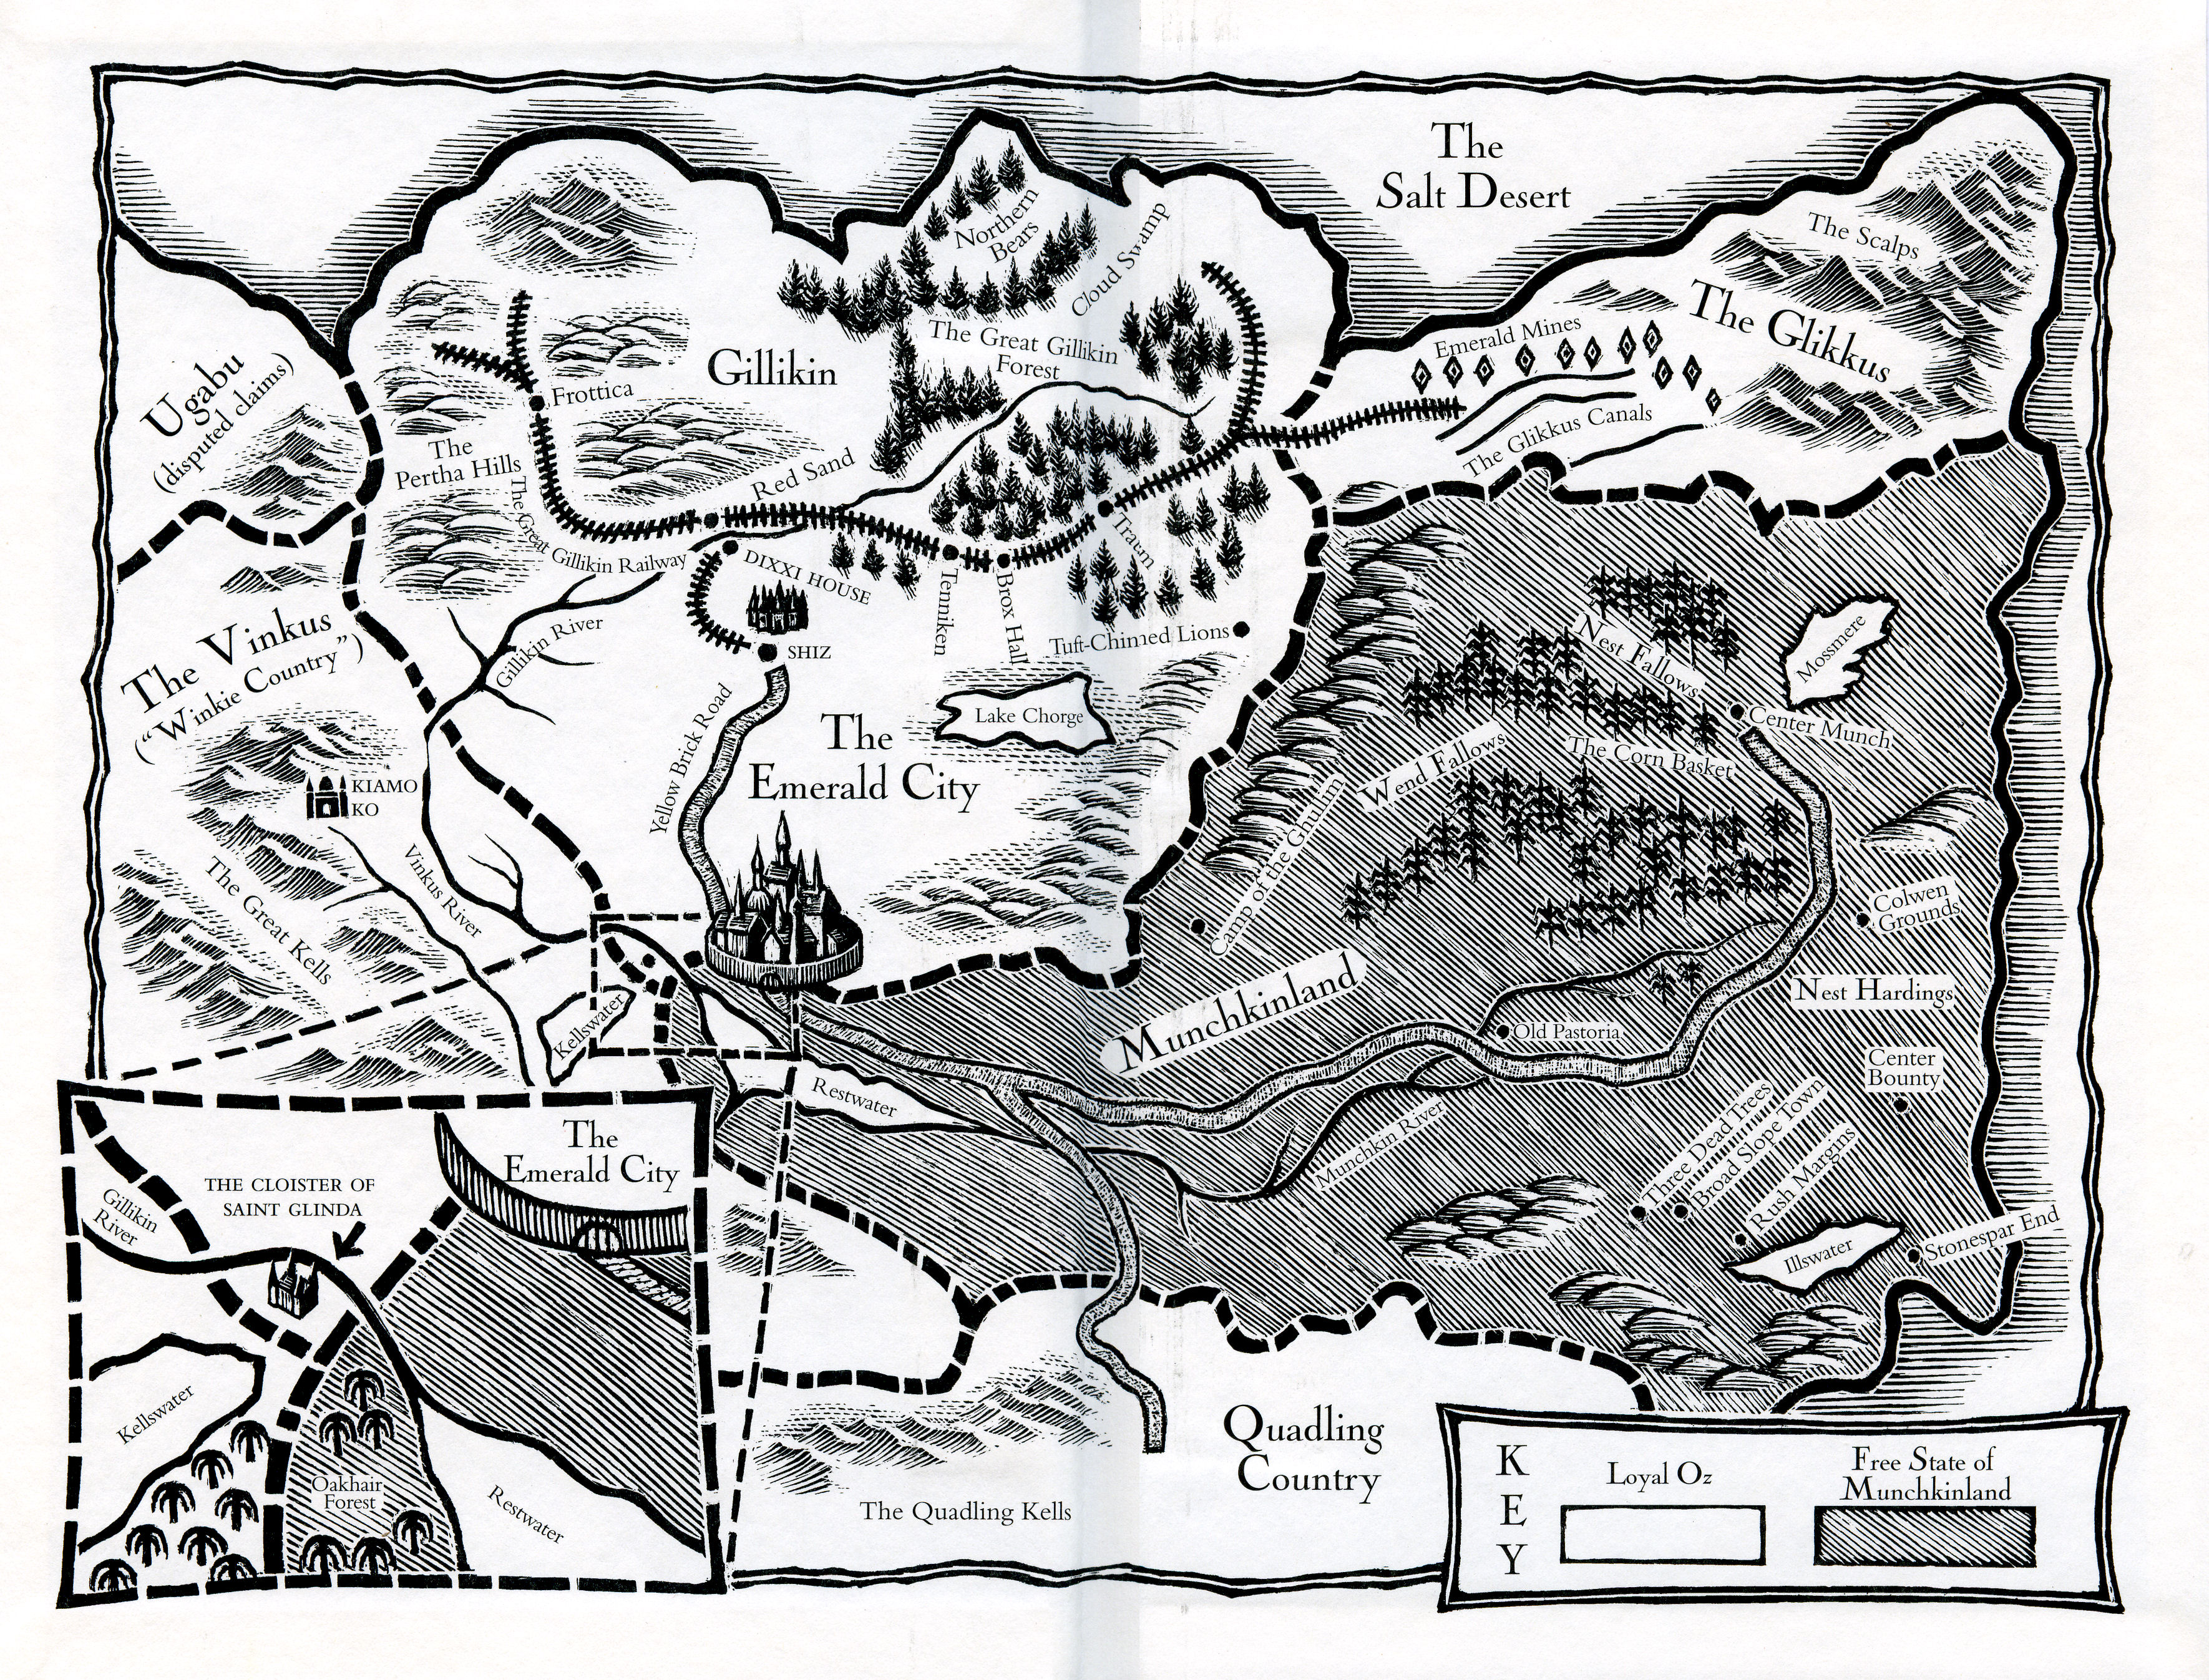 The
Salt Desert
Northern
Bears
Cloud Swamp
The Scalps
The Glikkus
Emerald Mines
The Glikkus Canals
The Great Gillikin
Forest
Gillikin
Frottica
Ugabu
(disputed claims)
The
Pertha Hills
Red Sand
The Great Gillikin Railway
DIXXI HOUSE
Tenniken
Brox Hall
Traum
Tuft-Chinned Lions
Gillikin River
SHIZ
The Vinkus
("Winkie Country")
Yellow Brick Road
The
Emerald City
Lake Chorge
Nest Fallows
Mossmere
Center Munch
The Corn Basket
Wend Fallows
Camp of the Ghuulim
KIAMO
KO
Vinkus River
The Great Kells
Colwen
Grounds
Nest Hardings
Munchkinland
Old Pastoria
Kellswater
Center
Bounty
Restwater
Munchkin River
Three Dead Trees
Broad Slope Town
Rush Margins
Illswater
Stonespar End
The
Emerald City
THE CLOISTER OF
SAINT GLINDA
Gillikin
River
Kellswater
Oakhair
Forest
Restwater
Quadling
Country
The Quadling Kells
KEY
Loyal Oz
Free State of
Munchkinland